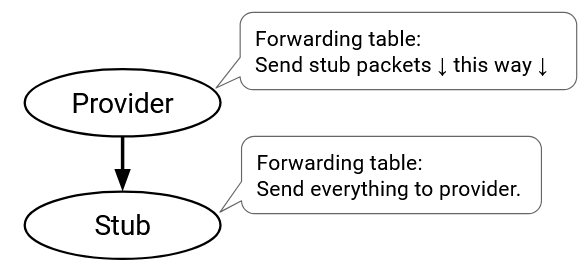 Forwarding table:
Send stub packets ↓ this way ↓
Provider
Forwarding table:
Send everything to provider.
Stub